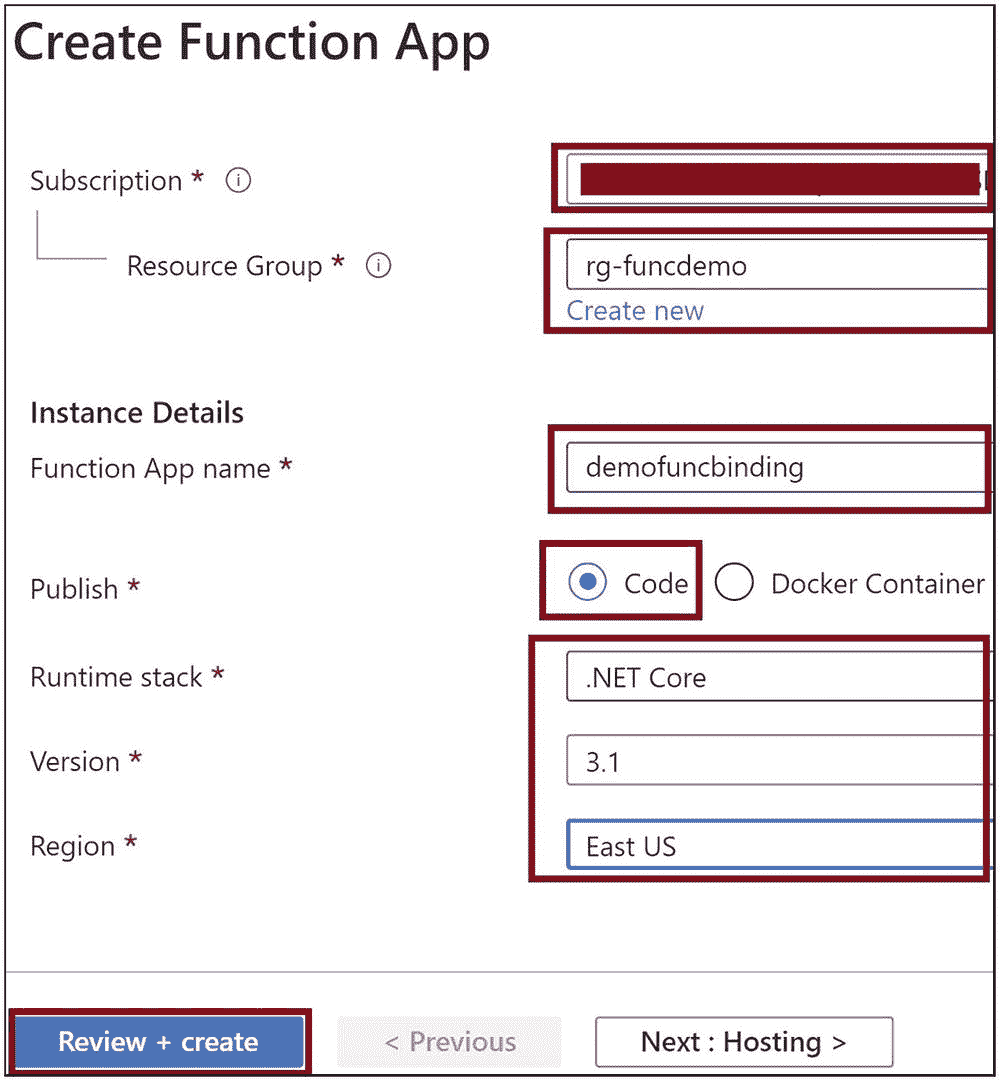 Create Function App
Subscription *
Resource Group * rg-funcdemo
Create new
Instance Details
Function App name * demofuncbinding
Publish * Code Docker Container
Runtime stack * .NET Core
Version * 3.1
Region * East US
Review + create < Previous Next : Hosting >